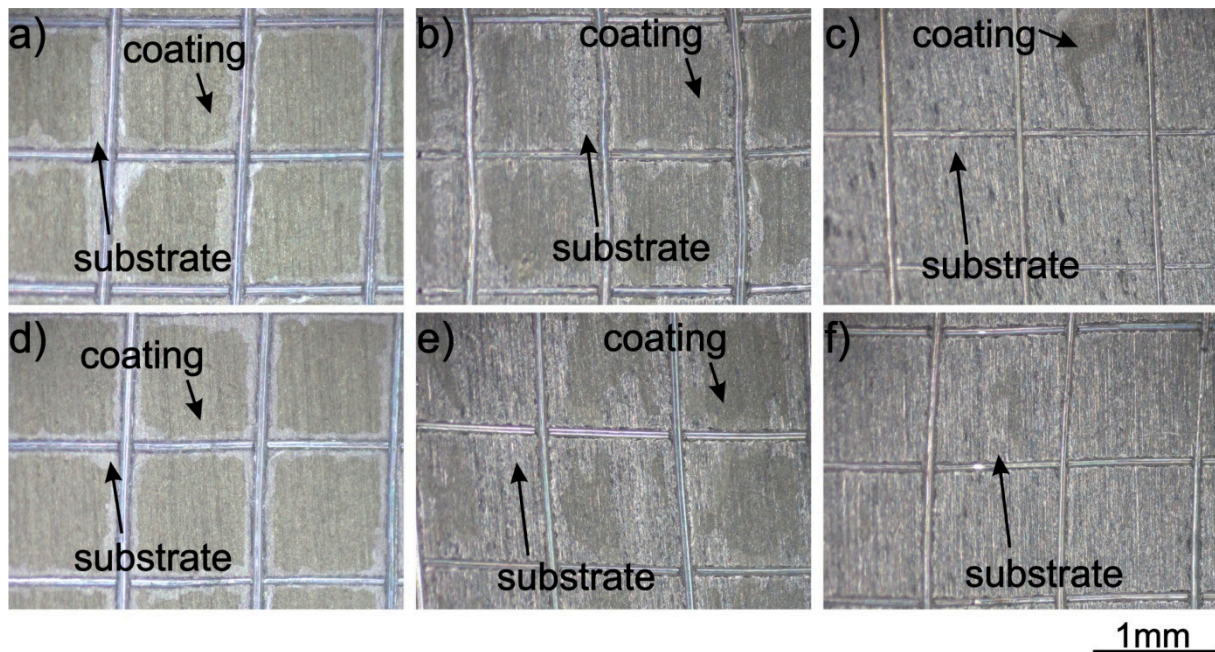 a)
coating
substrate
b)
coating
substrate
c)
coating
substrate
d)
coating
substrate
e)
coating
substrate
f)
substrate
1mm